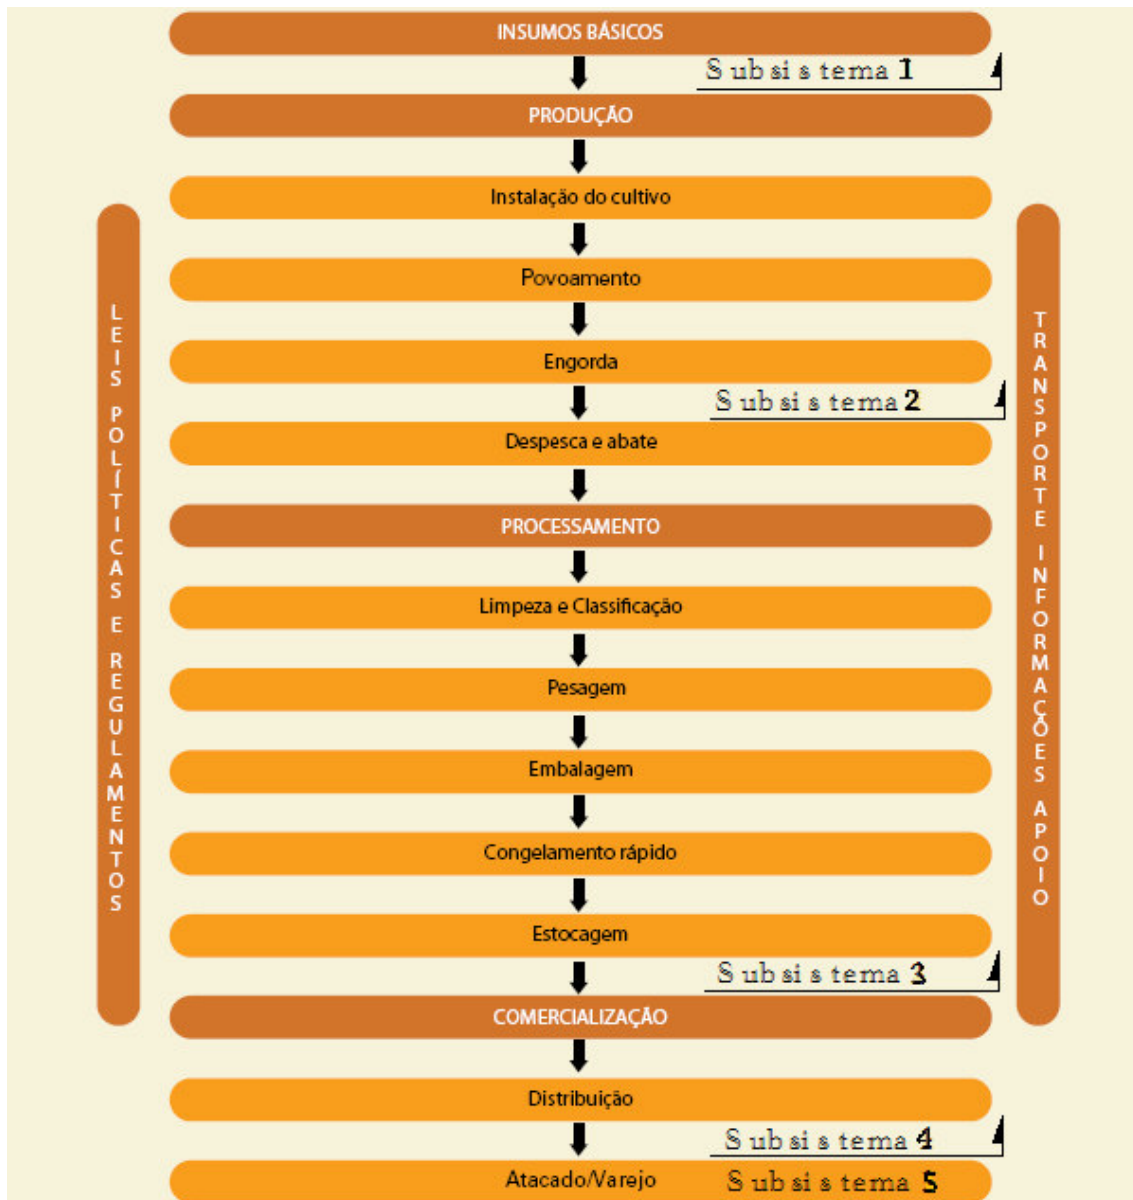 INSUMOS BÁSICOS
Subsistema 1
PRODUÇÃO
Instalação do cultivo
Povoamento
Engorda
Subsistema 2
Despesca e abate
PROCESSAMENTO
Limpeza e Classificação
Pesagem
Embalagem
Congelamento rápido
Estocagem
Subsistema 3
COMERCIALIZAÇÃO
Distribuição
Subsistema 4
Atacado/Varejo Subsistema 5
LEIS POLÍTICAS E REGULAMENTOS
TRANSPORTE INFORMAÇÕES APOIO